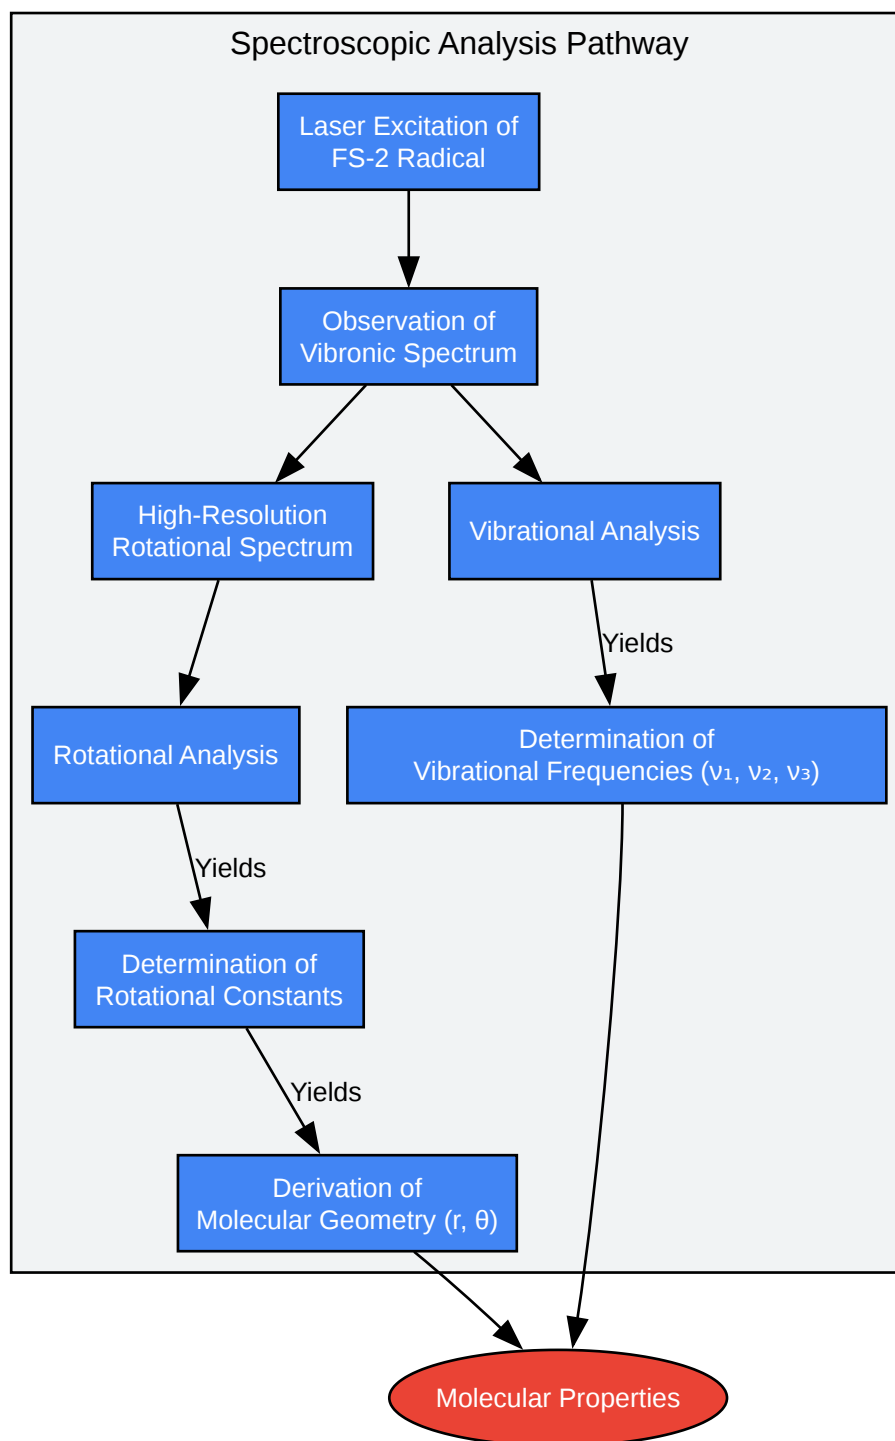 Spectroscopic Analysis Pathway
Laser Excitation of
FS-2 Radical
Observation of
Vibronic Spectrum
High-Resolution
Rotational Spectrum
Vibrational Analysis
Yields
Rotational Analysis
Determination of
Vibrational Frequencies (ν₁, ν₂, ν₃)
Yields
Determination of
Rotational Constants
Yields
Derivation of
Molecular Geometry (r, θ)
Molecular Properties